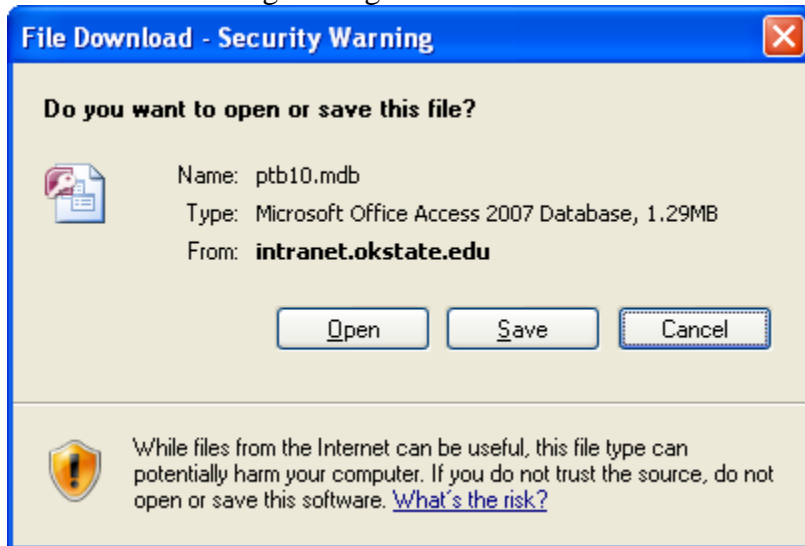 File Download - Security Warning
Do you want to open or save this file?
Name: ptb10.mdb
Type: Microsoft Office Access 2007 Database, 1.29MB
From: intranet.okstate.edu
Open Save Cancel
While files from the Internet can be useful, this file type can
potentially harm your computer. If you do not trust the source, do not
open or save this software. What's the risk?